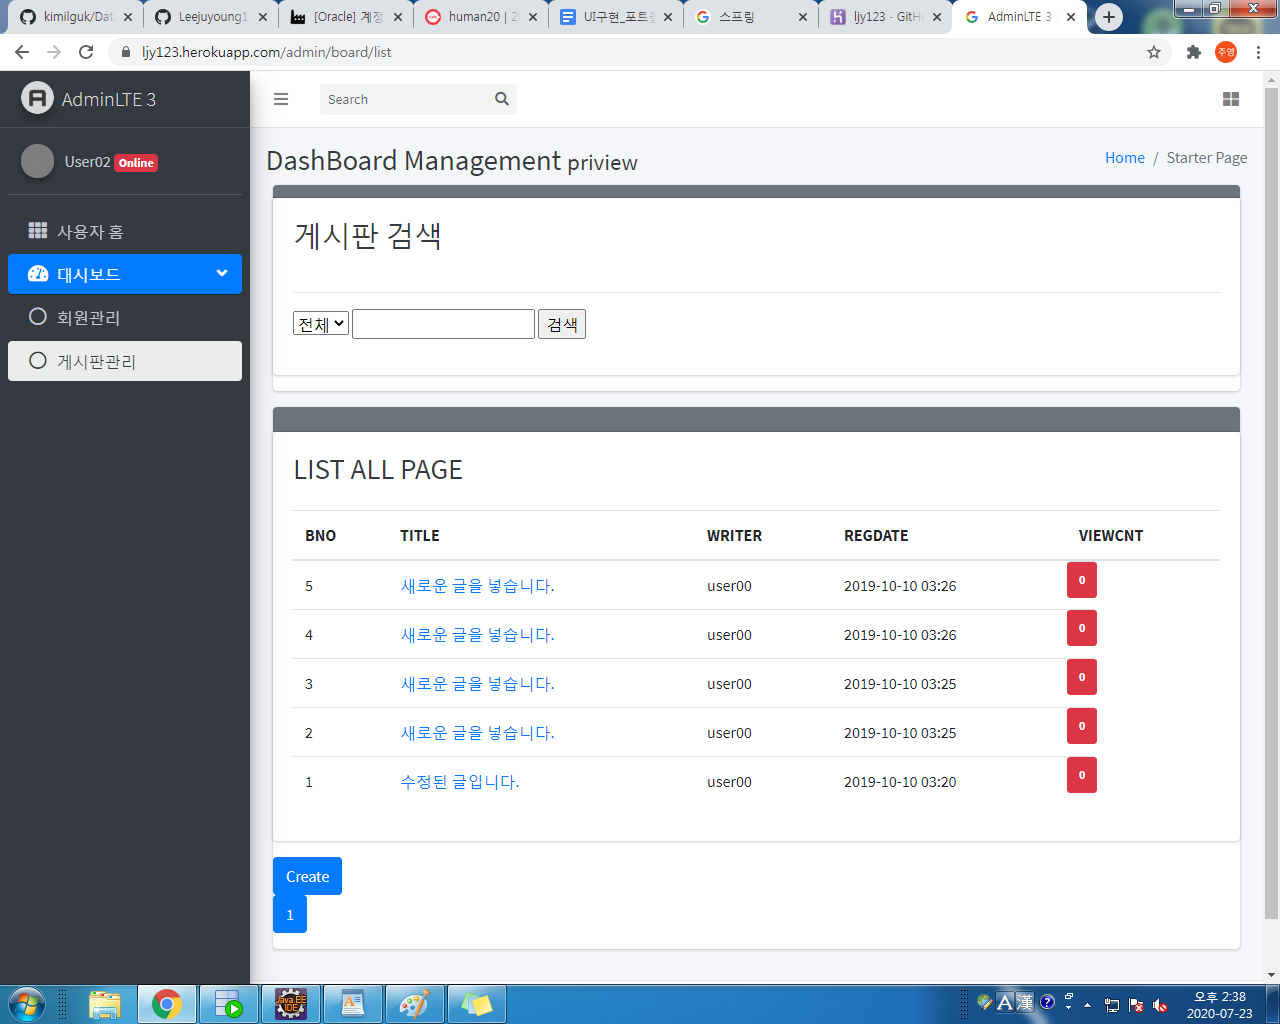 kimilguk/Dat
Leejuyoung1
[Oracle] 계정
human20 | 2
UI구현_포트폴
스프링
ljy123 · GitH
AdminLTE 3
ljy123.herokuapp.com/admin/board/list
주영
AdminLTE 3
Search
User02 Online
DashBoard Management priview
Home / Starter Page
사용자 홈
대시보드
회원관리
게시판관리
게시판 검색
전체 검색
LIST ALL PAGE
BNO TITLE WRITER REGDATE VIEWCNT
5 새로운 글을 넣습니다. user00 2019-10-10 03:26 0
4 새로운 글을 넣습니다. user00 2019-10-10 03:26 0
3 새로운 글을 넣습니다. user00 2019-10-10 03:25 0
2 새로운 글을 넣습니다. user00 2019-10-10 03:25 0
1 수정된 글입니다. user00 2019-10-10 03:20 0
Create
1
Java EE
IDE
A 漢
오후 2:38
2020-07-23